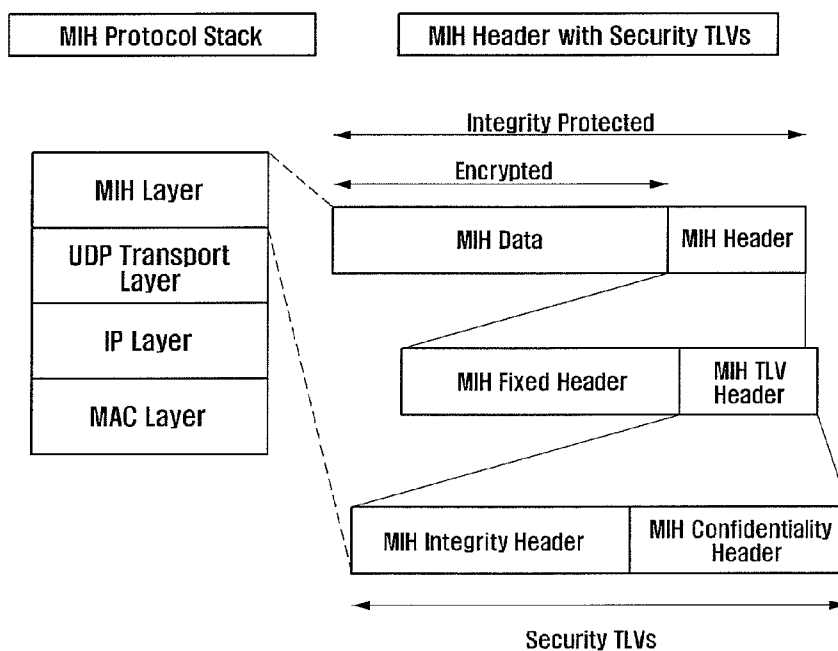 MIH Protocol Stack
MIH Header with Security TLVs
Integrity Protected
Encrypted
MIH Layer
UDP Transport
Layer
IP Layer
MAC Layer
MIH Data
MIH Header
MIH Fixed Header
MIH TLV
Header
MIH Integrity Header
MIH Confidentiality
Header
Security TLVs